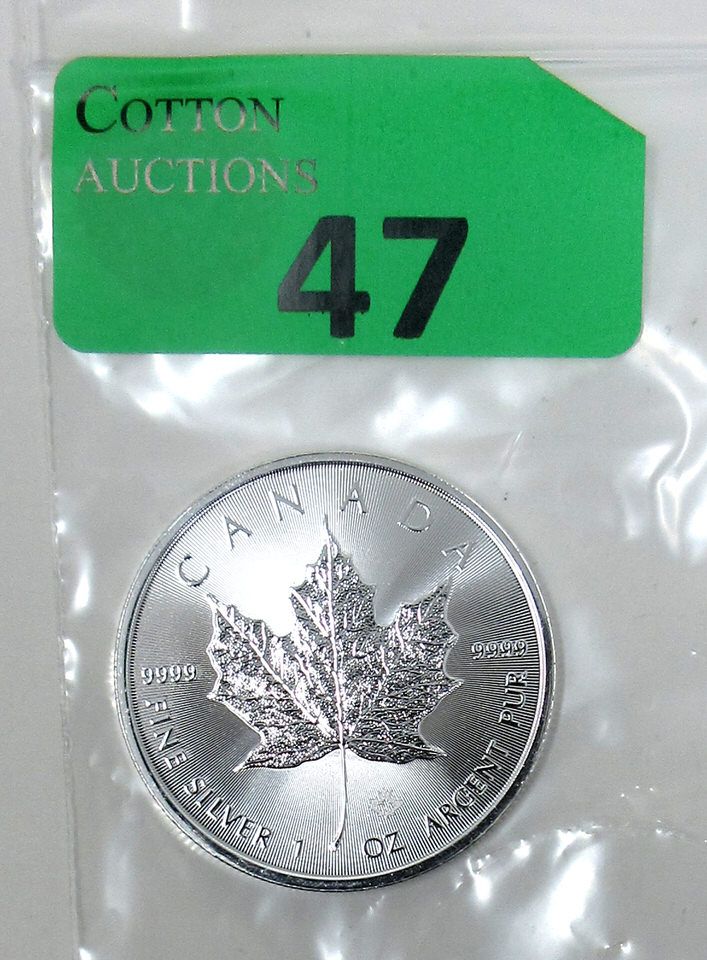 COTTON
AUCTIONS
47
CANADA
9999
9999
FINE SILVER 1 OZ ARGENT PUR